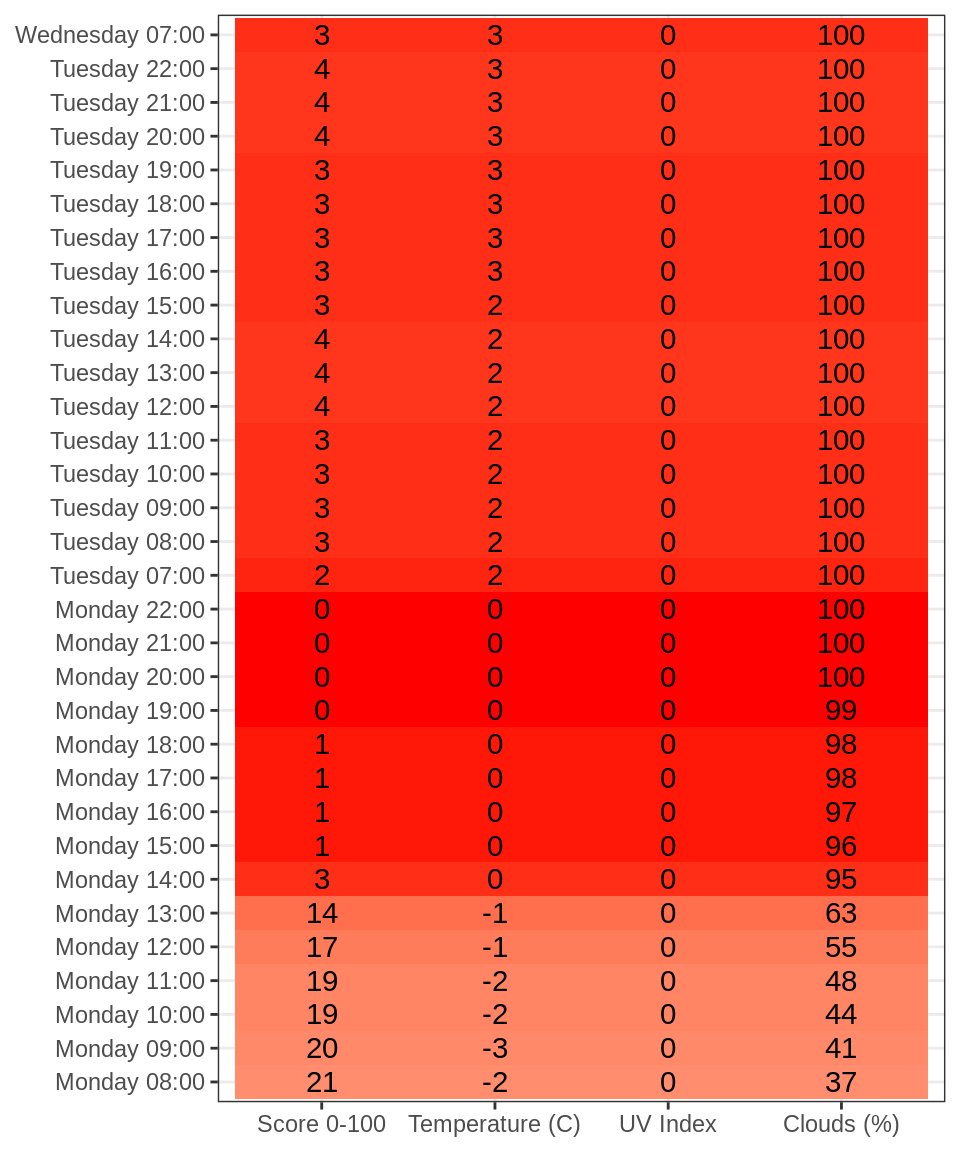 Wednesday 07:00 3 3 0 100
Tuesday 22:00 4 3 0 100
Tuesday 21:00 4 3 0 100
Tuesday 20:00 4 3 0 100
Tuesday 19:00 3 3 0 100
Tuesday 18:00 3 3 0 100
Tuesday 17:00 3 3 0 100
Tuesday 16:00 3 3 0 100
Tuesday 15:00 3 2 0 100
Tuesday 14:00 4 2 0 100
Tuesday 13:00 4 2 0 100
Tuesday 12:00 4 2 0 100
Tuesday 11:00 3 2 0 100
Tuesday 10:00 3 2 0 100
Tuesday 09:00 3 2 0 100
Tuesday 08:00 3 2 0 100
Tuesday 07:00 2 2 0 100
Monday 22:00 0 0 0 100
Monday 21:00 0 0 0 100
Monday 20:00 0 0 0 100
Monday 19:00 0 0 0 99
Monday 18:00 1 0 0 98
Monday 17:00 1 0 0 98
Monday 16:00 1 0 0 97
Monday 15:00 1 0 0 96
Monday 14:00 3 0 0 95
Monday 13:00 14 -1 0 63
Monday 12:00 17 -1 0 55
Monday 11:00 19 -2 0 48
Monday 10:00 19 -2 0 44
Monday 09:00 20 -3 0 41
Monday 08:00 21 -2 0 37
Score 0-100 Temperature (C) UV Index Clouds (%)